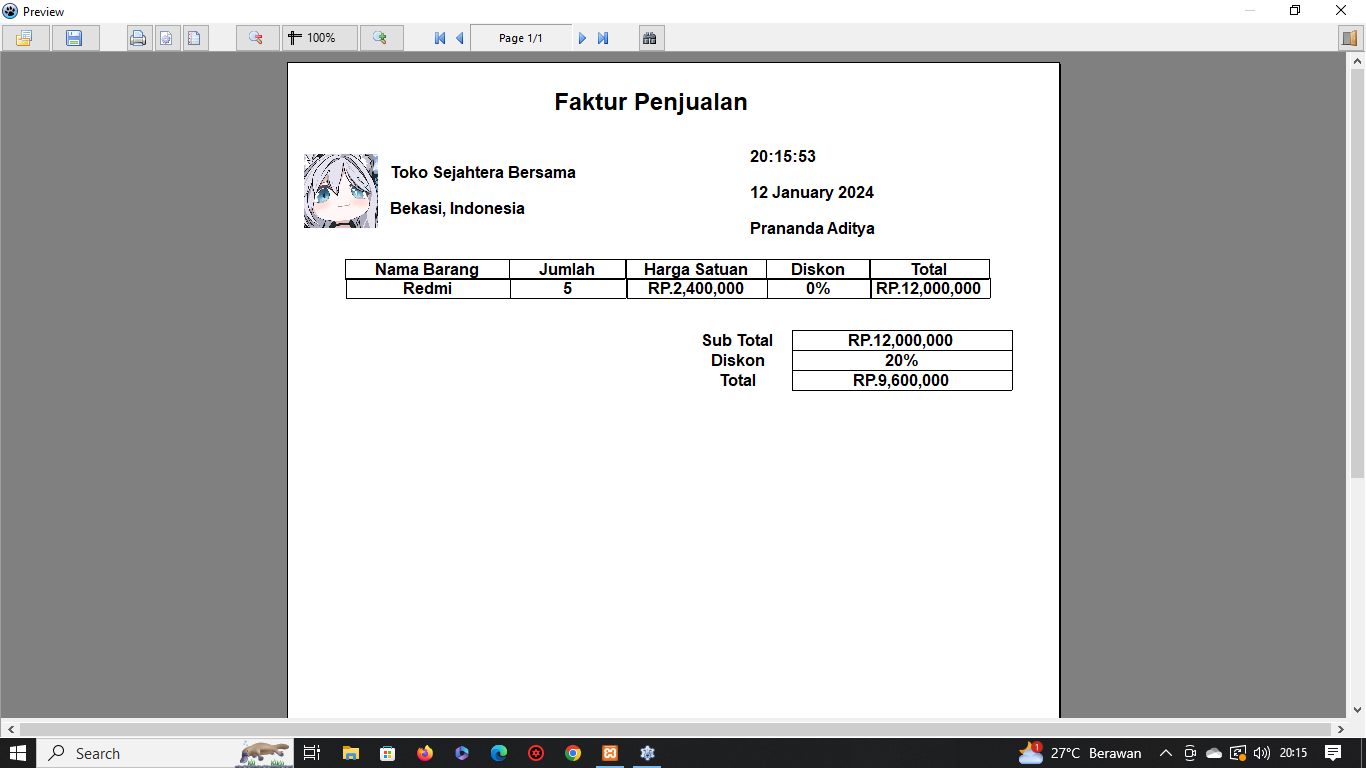 Preview
100%
Page 1/1
Faktur Penjualan
20:15:53
Toko Sejahtera Bersama
12 January 2024
Bekasi, Indonesia
Prananda Aditya
Nama Barang Jumlah Harga Satuan Diskon Total
Redmi 5 RP.2,400,000 0% RP.12,000,000
Sub Total RP.12,000,000
Diskon 20%
Total RP.9,600,000
Search 1 27°C Berawan 20:15